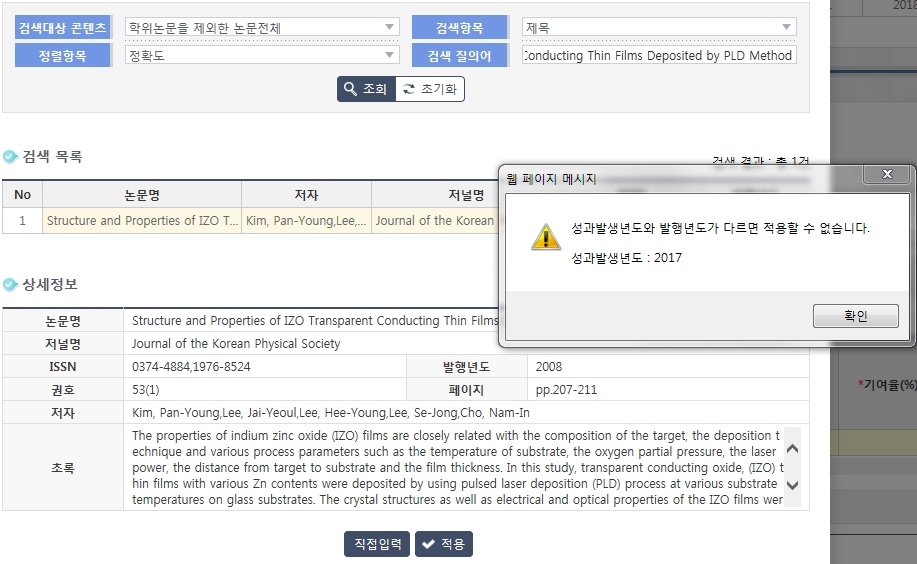 검색대상 콘텐츠 학위논문을 제외한 논문전체 검색항목 제목
정렬항목 정확도 검색 질의어 Conducting Thin Films Deposited by PLD Method
조회 초기화
2018
검색 목록
검색 결과 : 총 1건
No 논문명 저자 저널명
1 Structure and Properties of IZO T... Kim, Pan-Young,Lee,... Journal of the Korean
웹 페이지 메시지
성과발생년도와 발행년도가 다르면 적용할 수 없습니다.
성과발생년도 : 2017
확인
상세정보
논문명 Structure and Properties of IZO Transparent Conducting Thin Films
저널명 Journal of the Korean Physical Society
ISSN 0374-4884,1976-8524 발행년도 2008
권호 53(1) 페이지 pp.207-211
저자 Kim, Pan-Young,Lee, Jai-Yeoul,Lee, Hee-Young,Lee, Se-Jong,Cho, Nam-In
초록
The properties of indium zinc oxide (IZO) films are closely related with the composition of the target, the deposition t
echnique and various process parameters such as the temperature of substrate, the oxygen partial pressure, the laser
power, the distance from target to substrate and the film thickness. In this study, transparent conducting oxide, (IZO) t
hin films with various Zn contents were deposited by using pulsed laser deposition (PLD) process at various substrate
temperatures on glass substrates. The crystal structures as well as electrical and optical properties of the IZO films wer
*기여율(%)
직접입력 적용